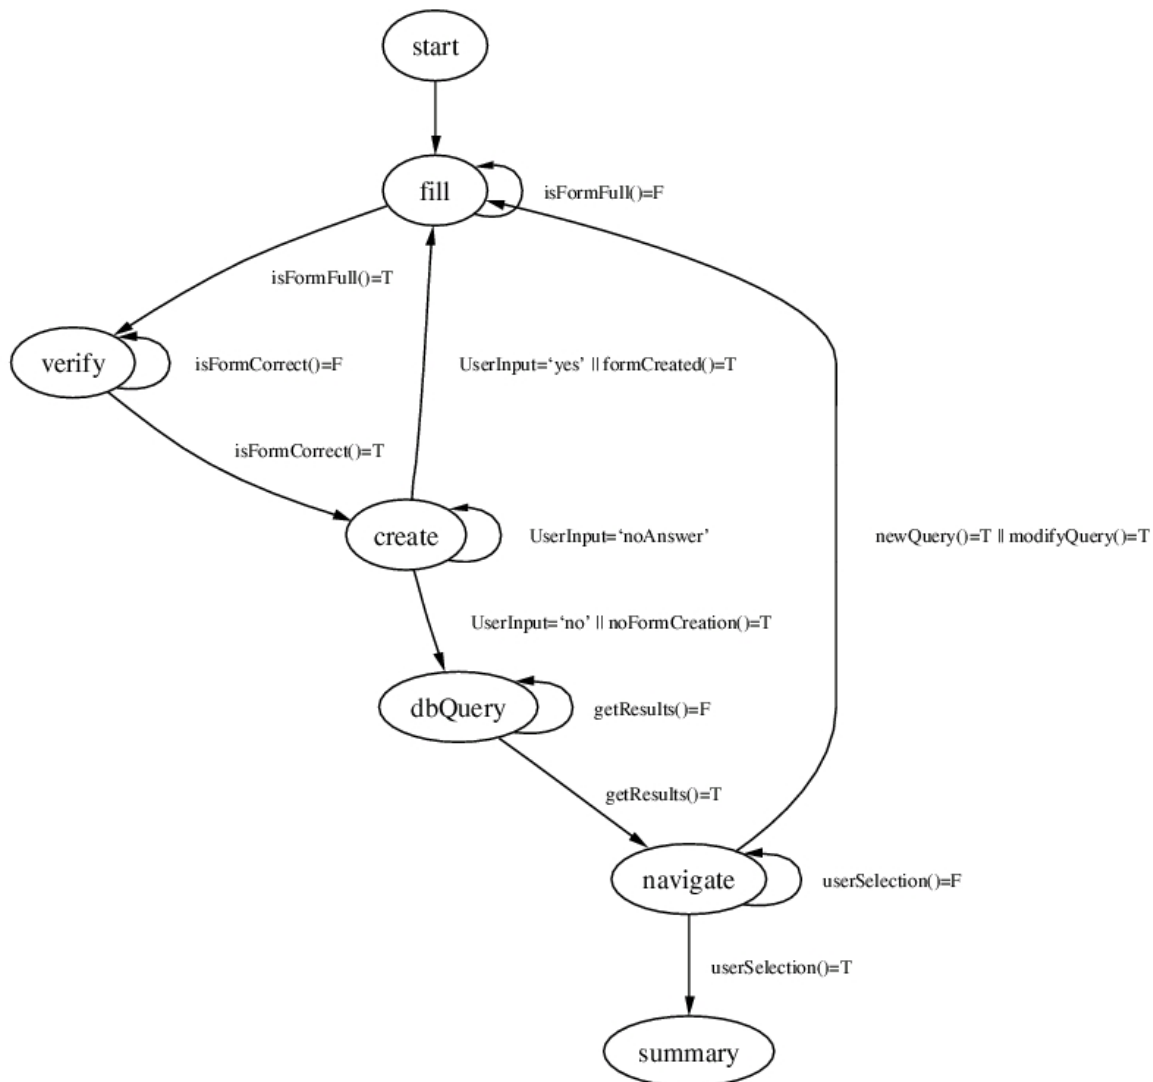 start
fill
isFormFull()=F
isFormFull()=T
verify
isFormCorrect()=F
UserInput=‘yes’ || formCreated()=T
isFormCorrect()=T
create
UserInput=‘noAnswer’
newQuery()=T || modifyQuery()=T
UserInput=‘no’ || noFormCreation()=T
dbQuery
getResults()=F
getResults()=T
navigate
userSelection()=F
userSelection()=T
summary